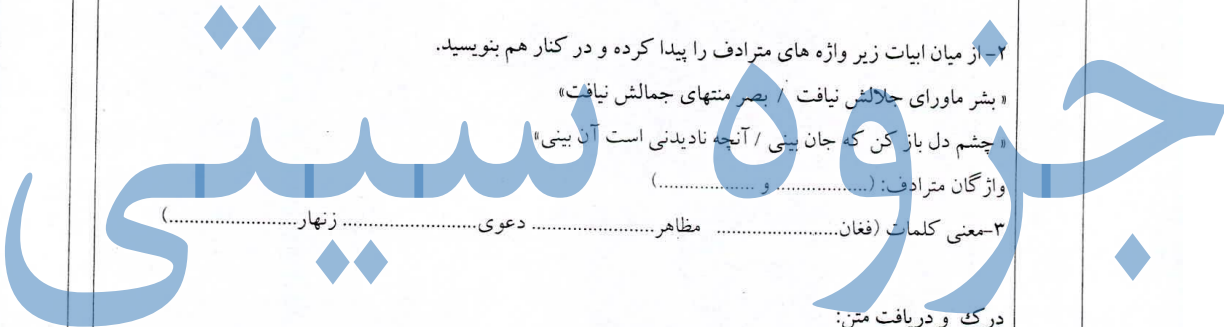 ۲-از میان ابیات زیر واژه های مترادف را پیدا کرده و در کنار هم بنویسید.
« بشر ماورای جلالش نیافت / بصر منتهای جمالش نیافت»
« چشم دل باز کن که جان بینی / آنچه نادیدنی است آن بینی»
واژگان مترادف: (.................. و ..................)
۳-معنی کلمات (فغان........................ مظاهر........................ دعوی.......................... زنهار.........................)
درک و دریافت متن:
جزوه سیتی